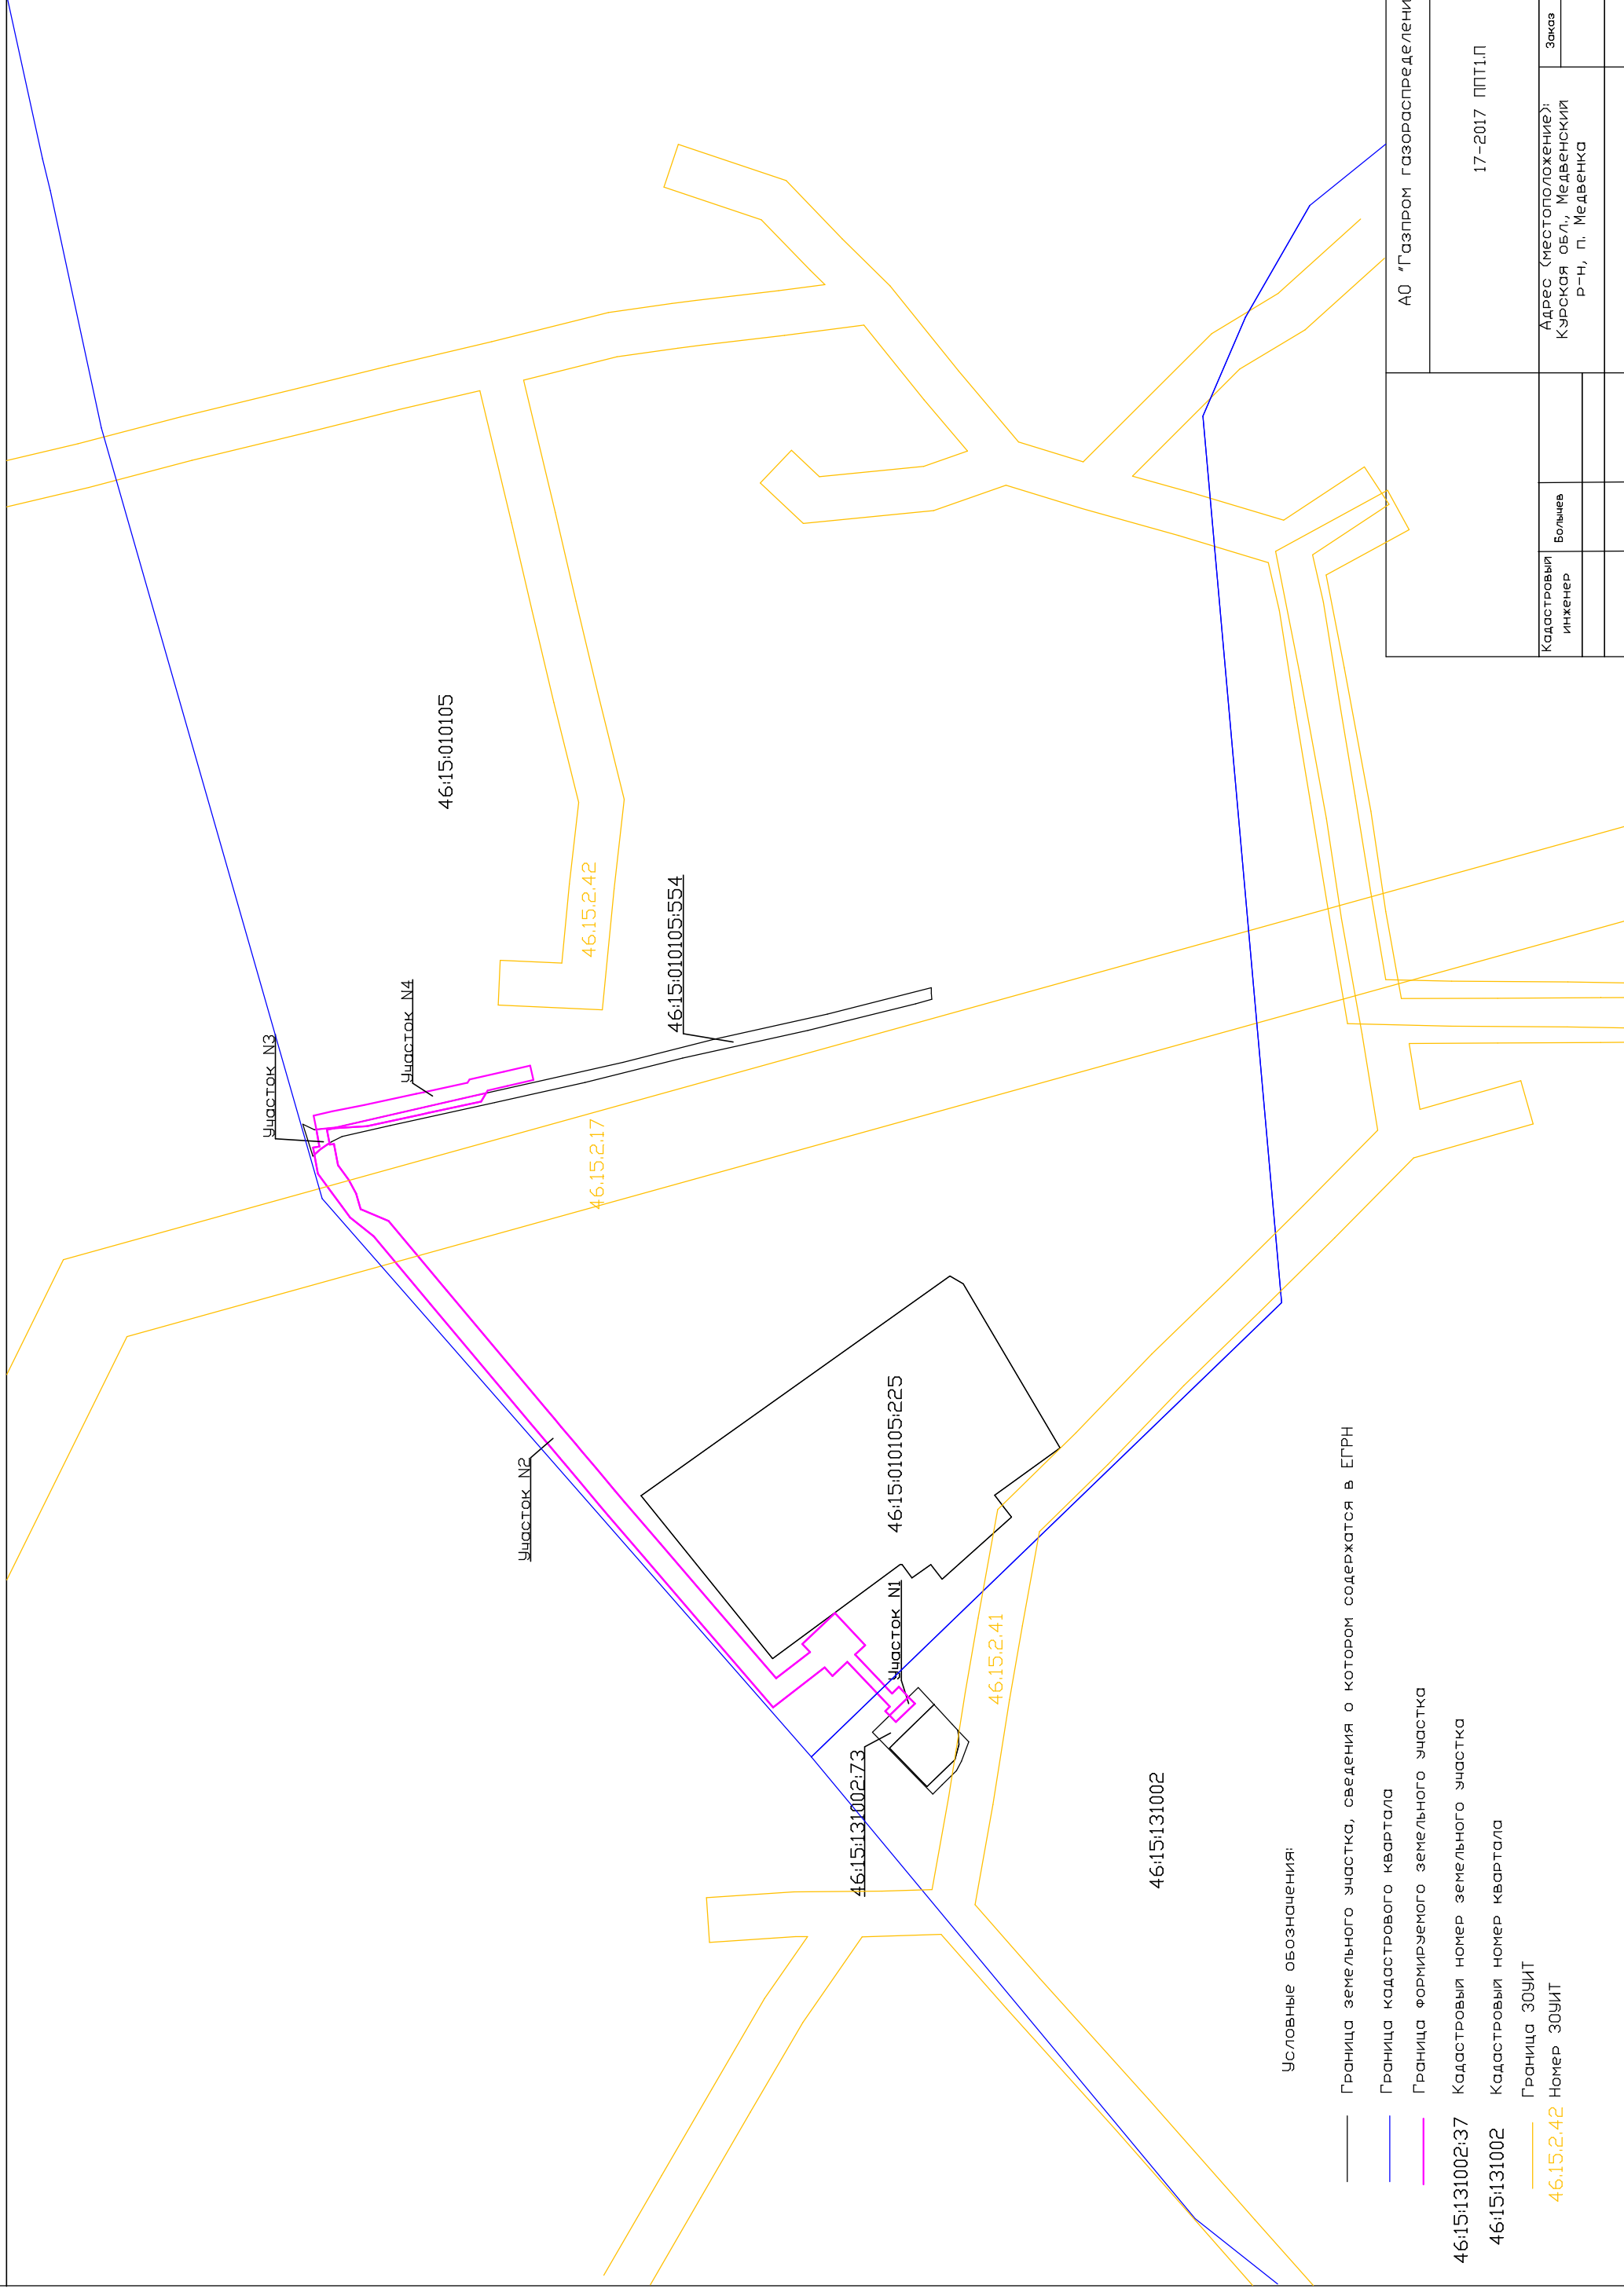 Участок N3
Участок N4
46:15:010105
46.15.2.42
46:15:010105:554
46.15.2.17
Участок N2
46:15:010105:225
Участок N1
46:15:131002:73
46.15.2.41
46:15:131002
Условные обозначения:
Граница земельного участка, сведения о котором содержатся в ЕГРН
Граница кадастрового квартала
Граница формируемого земельного участка
46:15:131002:37 Кадастровый номер земельного участка
46:15:131002 Кадастровый номер квартала
Граница ЗОУИТ
46.15.2.42 Номер ЗОУИТ
АО "Газпром газораспределени
17-2017 ППТ1.П
Кадастровый
инженер
Болычев
Адрес (местоположение):
Курская обл., Медвенский
р-н, п. Медвенка
Заказ